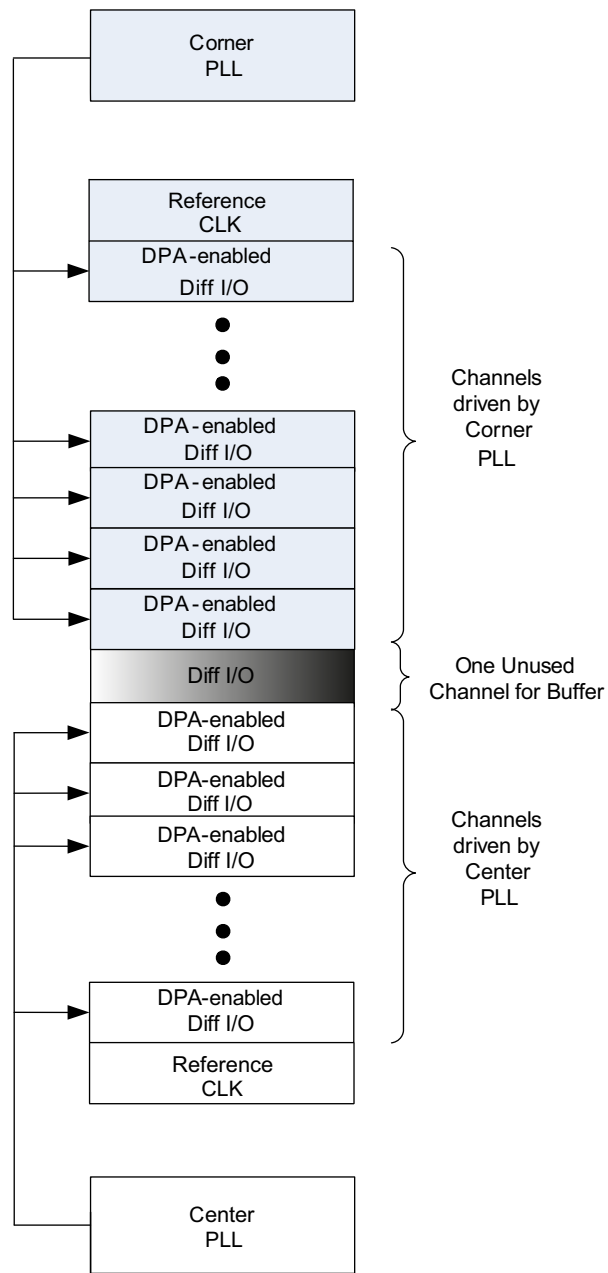 Corner
PLL
Reference
CLK
DPA-enabled
Diff I/O
DPA-enabled
Diff I/O
DPA-enabled
Diff I/O
DPA-enabled
Diff I/O
DPA-enabled
Diff I/O
Channels
driven by
Corner
PLL
Diff I/O
One Unused
Channel for Buffer
DPA-enabled
Diff I/O
DPA-enabled
Diff I/O
DPA-enabled
Diff I/O
DPA-enabled
Diff I/O
Channels
driven by
Center
PLL
Reference
CLK
Center
PLL